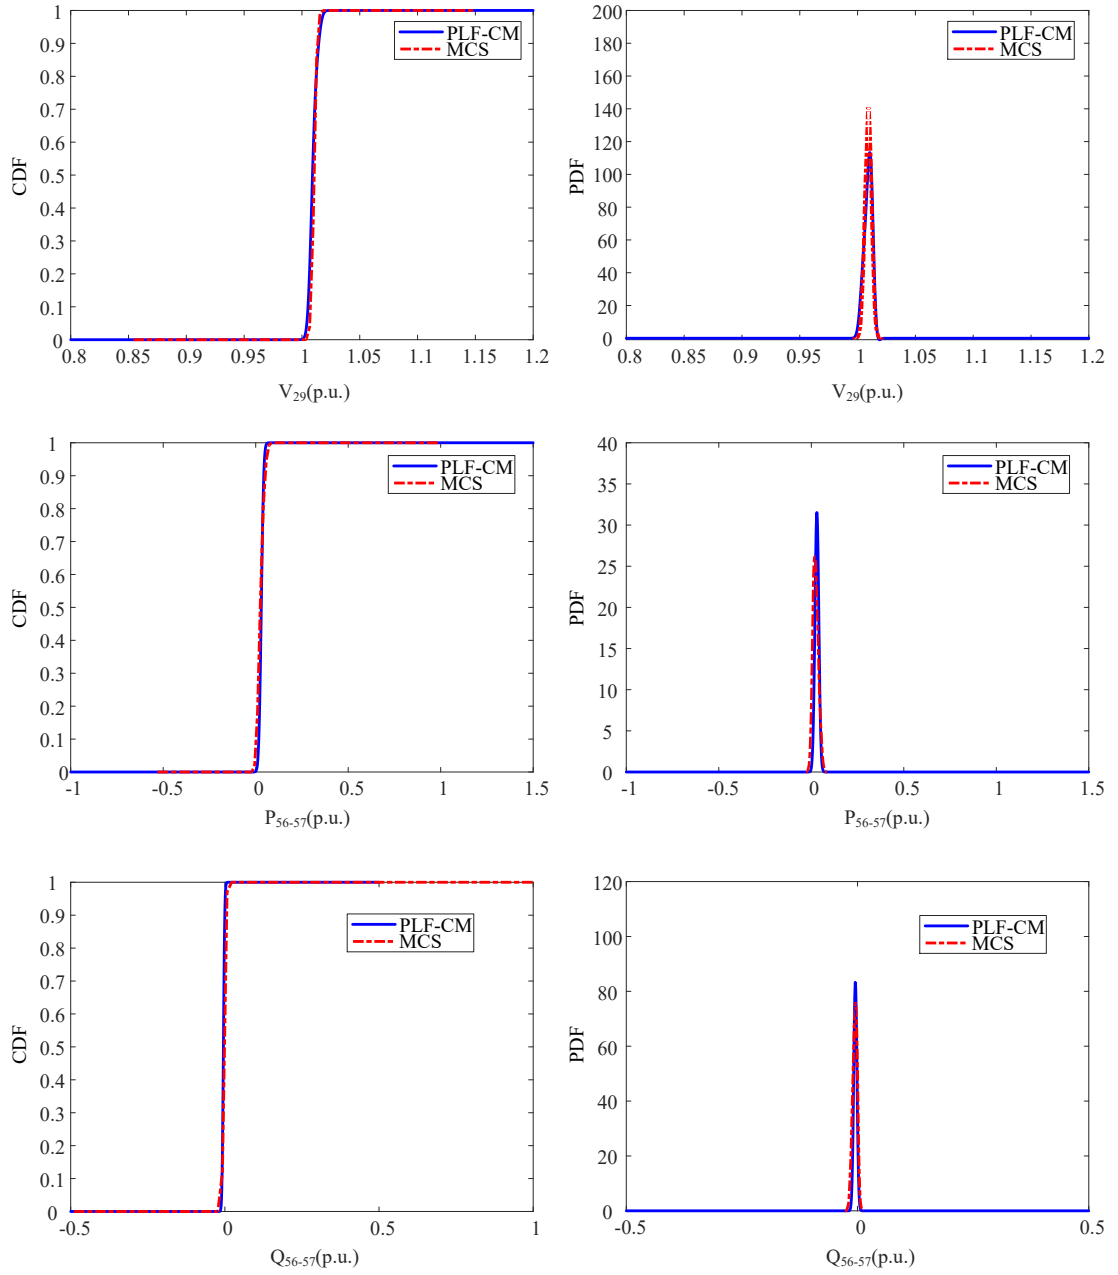 1
0.9
0.8
0.7
0.6
0.5
0.4
0.3
0.2
0.1
0
CDF
PLF-CM
MCS
0.8 0.85 0.9 0.95 1 1.05 1.1 1.15 1.2
V29(p.u.)
200
180
160
140
120
100
80
60
40
20
0
PDF
PLF-CM
MCS
0.8 0.85 0.9 0.95 1 1.05 1.1 1.15 1.2
V29(p.u.)
1
0.9
0.8
0.7
0.6
0.5
0.4
0.3
0.2
0.1
0
CDF
PLF-CM
MCS
-1 -0.5 0 0.5 1 1.5
P56-57(p.u.)
40
35
30
25
20
15
10
5
0
PDF
PLF-CM
MCS
-1 -0.5 0 0.5 1 1.5
P56-57(p.u.)
1
0.9
0.8
0.7
0.6
0.5
0.4
0.3
0.2
0.1
0
CDF
PLF-CM
MCS
-0.5 0 0.5 1
Q56-57(p.u.)
120
100
80
60
40
20
0
PDF
PLF-CM
MCS
-0.5 0 0.5
Q56-57(p.u.)